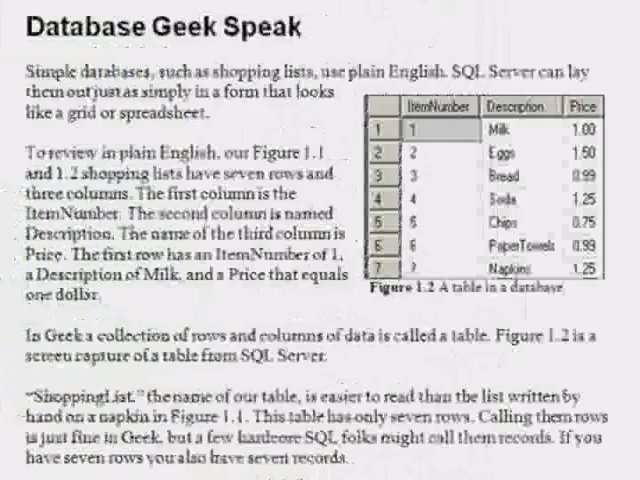 Database Geek Speak
Simple databases, such as shopping lists, use plain English. SQL Server can lay
them out just as simply in a form that looks
like a grid or spreadsheet.
To review in plain English, our Figure 1.1
and 1.2 shopping lists have seven rows and
three columns. The first column is the
ItemNumber. The second column is named
Description. The name of the third column is
Price. The first row has an ItemNumber of 1,
a Description of Milk, and a Price that equals
one dollar.
ItemNumber Description Price
1 1 Milk 1.00
2 2 Eggs 1.50
3 3 Bread 0.99
4 4 Soda 1.25
5 5 Chips 0.75
6 6 PaperTowels 0.99
7 7 Napkins 1.25
Figure 1.2 A table in a database
In Geek a collection of rows and columns of data is called a table. Figure 1.2 is a
screen capture of a table from SQL Server.
“ShoppingList,” the name of our table, is easier to read than the list written by
hand on a napkin in Figure 1.1. This table has only seven rows. Calling them rows
is just fine in Geek, but a few hardcore SQL folks might call them records. If you
have seven rows you also have seven records.